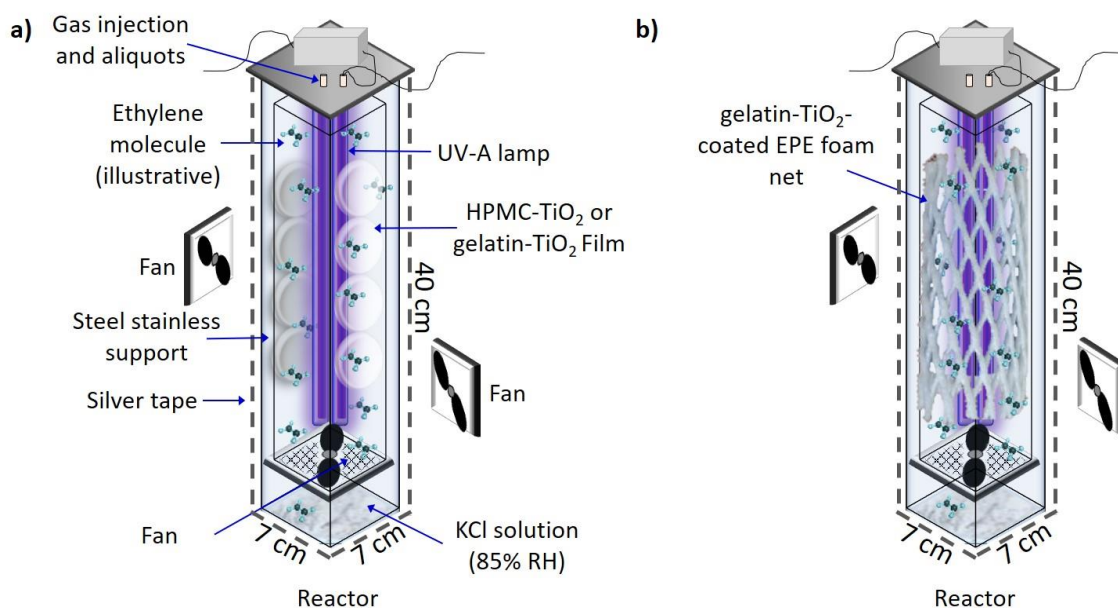 a)
Gas injection
and aliquots
Ethylene
molecule
(illustrative)
UV-A lamp
HPMC-TiO₂ or
gelatin-TiO₂ Film
Fan
40 cm
Steel stainless
support
Fan
Silver tape
Fan
KCl solution
(85% RH)
7 cm
7 cm
Reactor
b)
gelatin-TiO₂-
coated EPE foam
net
40 cm
7 cm
7 cm
Reactor